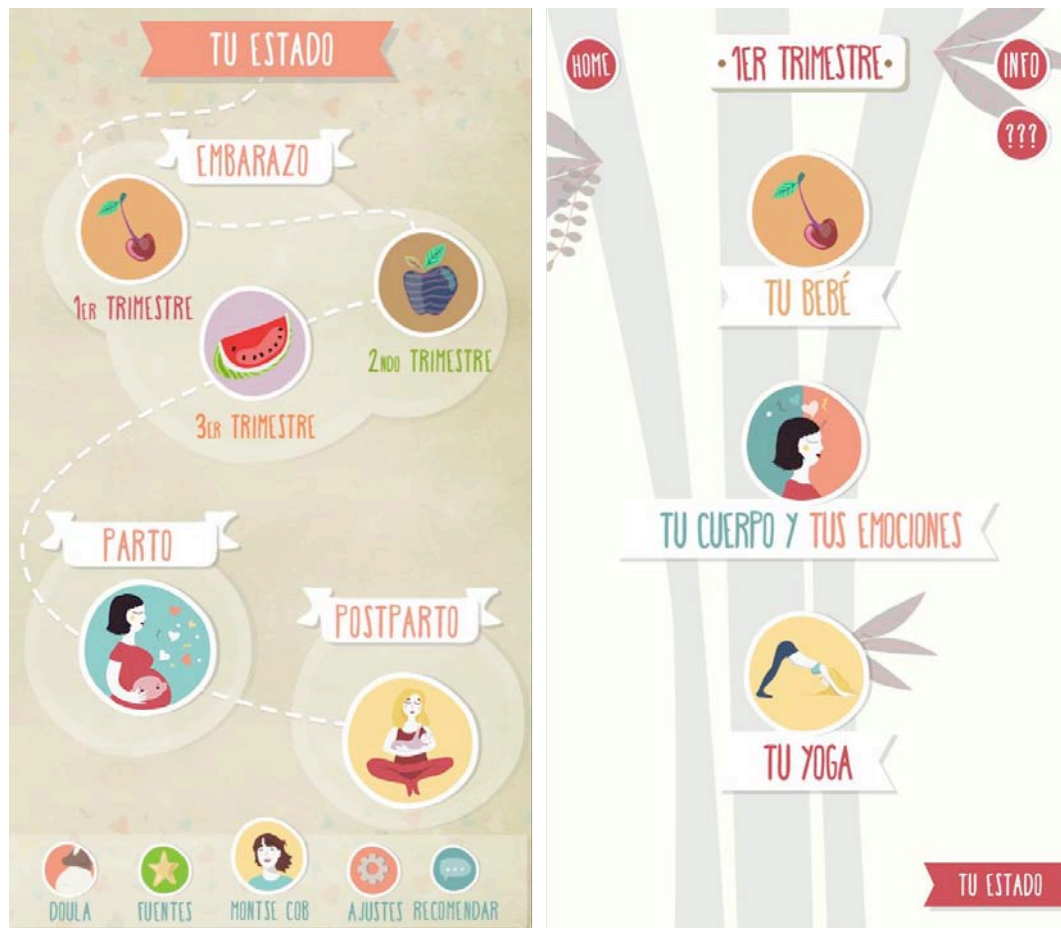 TU ESTADO
EMBARAZO
1ER TRIMESTRE
2NDO TRIMESTRE
3ER TRIMESTRE
PARTO
POSTPARTO
DOULA
FUENTES
MONTSE COB
AJUSTES
RECOMENDAR
HOME
1ER TRIMESTRE
INFO
???
TU BEBÉ
TU CUERPO Y TUS EMOCIONES
TU YOGA
TU ESTADO